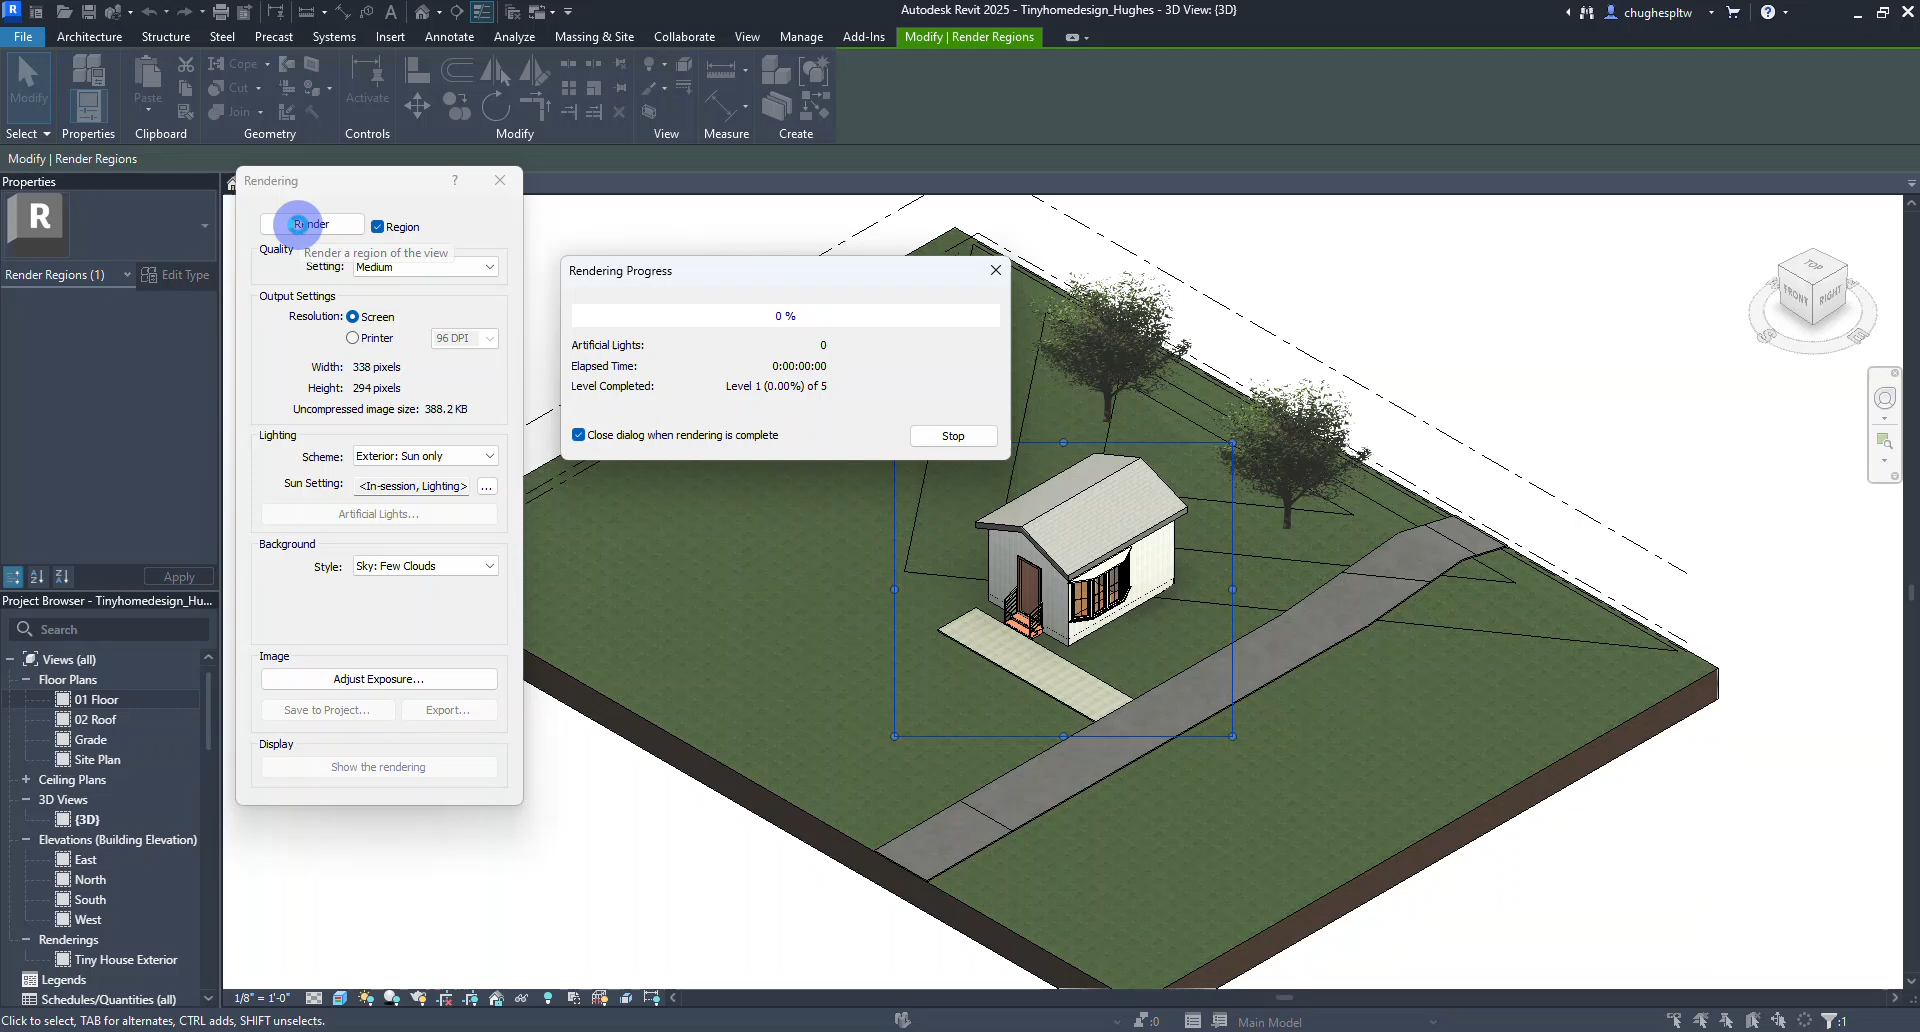 Autodesk Revit 2025 - Tinyhomedesign_Hughes - 3D View: {3D}
chughespltw
File Architecture Structure Steel Precast Systems Insert Annotate Analyze Massing & Site Collaborate View Manage Add-Ins Modify | Render Regions
Modify
Paste
Cope
Cut
Join
Activate
Select Properties Clipboard Geometry Controls Modify View Measure Create
Modify | Render Regions
Properties
R
Render Regions (1)
Edit Type
Apply
Project Browser - Tinyhomedesign_Hu...
Search
Views (all)
Floor Plans
01 Floor
02 Roof
Grade
Site Plan
Ceiling Plans
3D Views
{3D}
Elevations (Building Elevation)
East
North
South
West
Renderings
Tiny House Exterior
Legends
Schedules/Quantities (all)
Rendering
?
Render
Region
Render a region of the view
Quality
Setting: Medium
Output Settings
Resolution: Screen
Printer 96 DPI
Width: 338 pixels
Height: 294 pixels
Uncompressed image size: 388.2 KB
Lighting
Scheme: Exterior: Sun only
Sun Setting: <In-session, Lighting> ...
Artificial Lights...
Background
Style: Sky: Few Clouds
Image
Adjust Exposure...
Save to Project... Export...
Display
Show the rendering
Rendering Progress
0 %
Artificial Lights: 0
Elapsed Time: 0:00:00:00
Level Completed: Level 1 (0.00%) of 5
Close dialog when rendering is complete
Stop
TOP
FRONT
RIGHT
1/8" = 1'-0"
Click to select, TAB for alternates, CTRL adds, SHIFT unselects.
:0
Main Model
:1